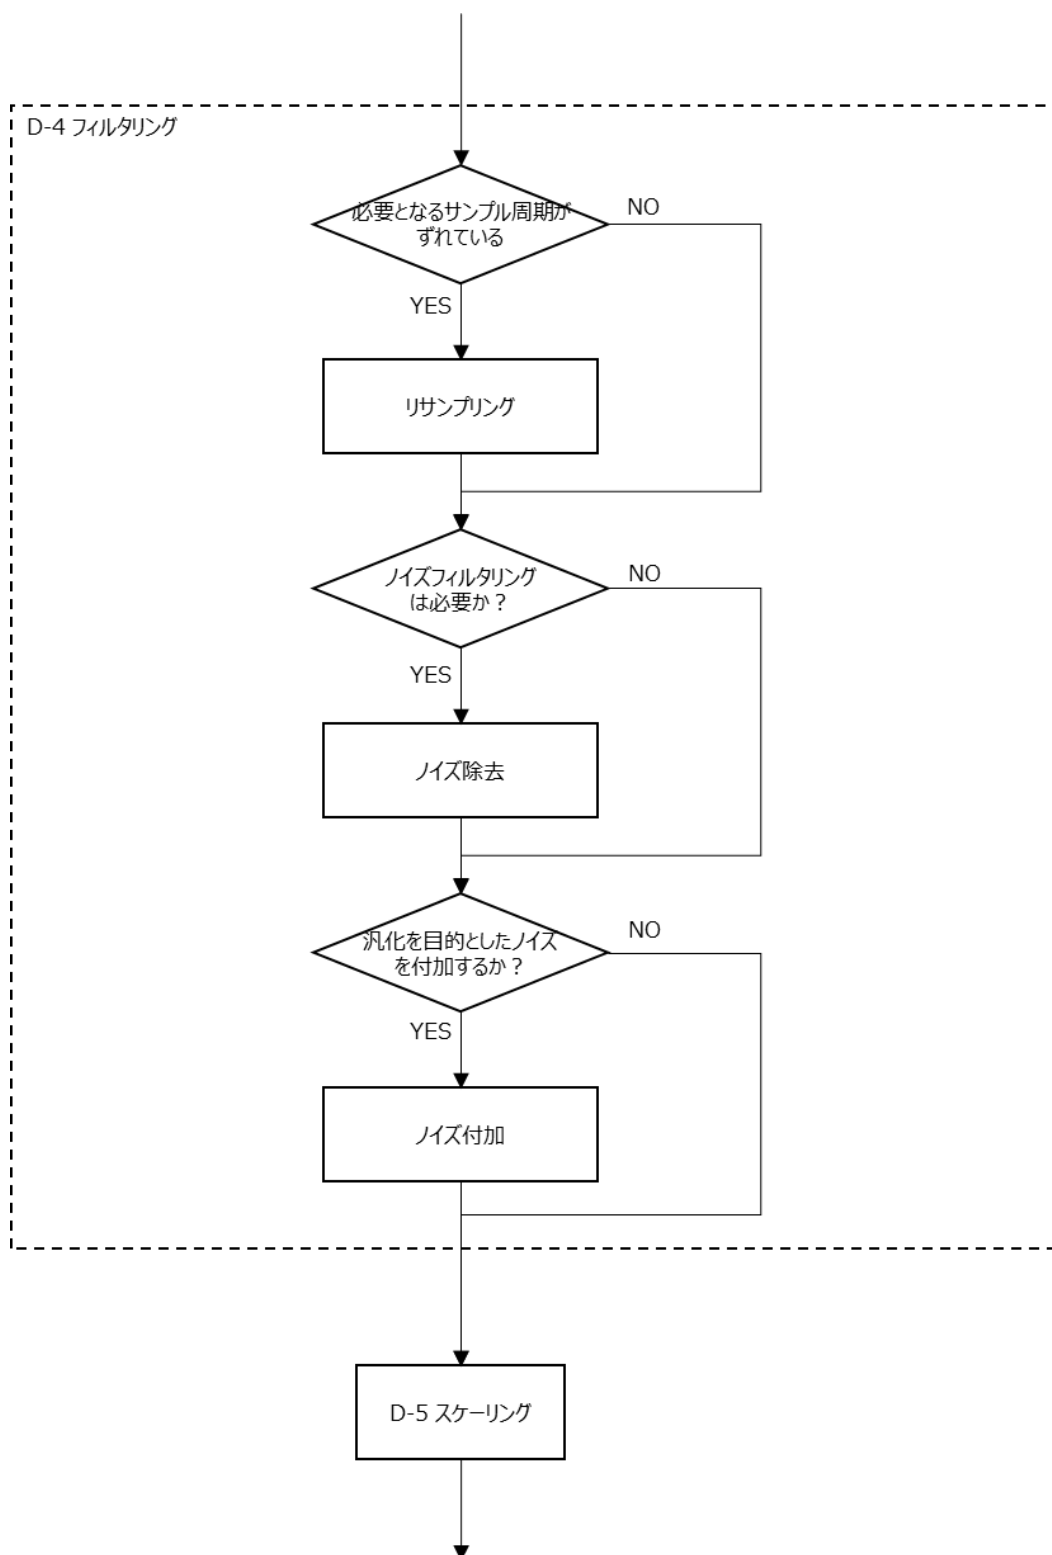 D-4 フィルタリング
必要となるサンプル周期が
ずれている
NO
YES
リサンプリング
ノイズフィルタリング
は必要か？
NO
YES
ノイズ除去
汎化を目的としたノイズ
を付加するか？
NO
YES
ノイズ付加
D-5 スケーリング